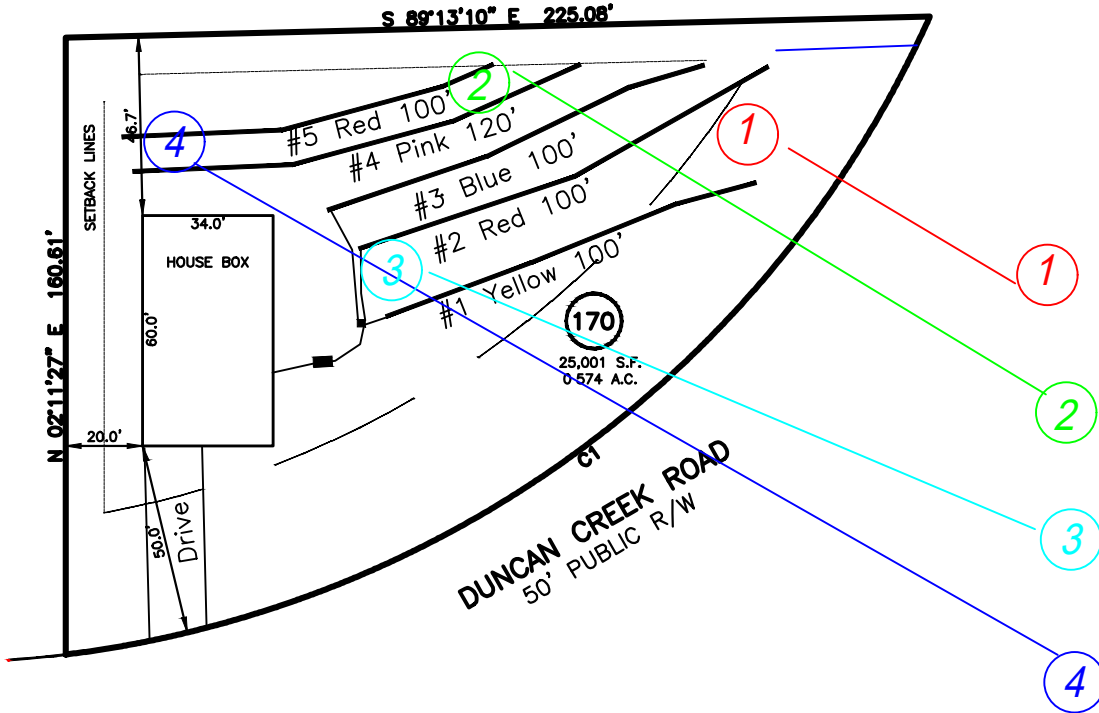 S 89°13'10" E 225.08'
SETBACK LINES
46.7'
#5 Red 100'
#4 Pink 120'
#3 Blue 100'
#2 Red 100'
#1 Yellow 100'
2
4
1
3
1
34.0'
HOUSE BOX
60.0'
N 02°11'27" E 160.61'
170
25,001 S.F.
0.574 A.C.
2
20.0'
C1
50.0'
Drive
DUNCAN CREEK ROAD
50' PUBLIC R/W
3
4